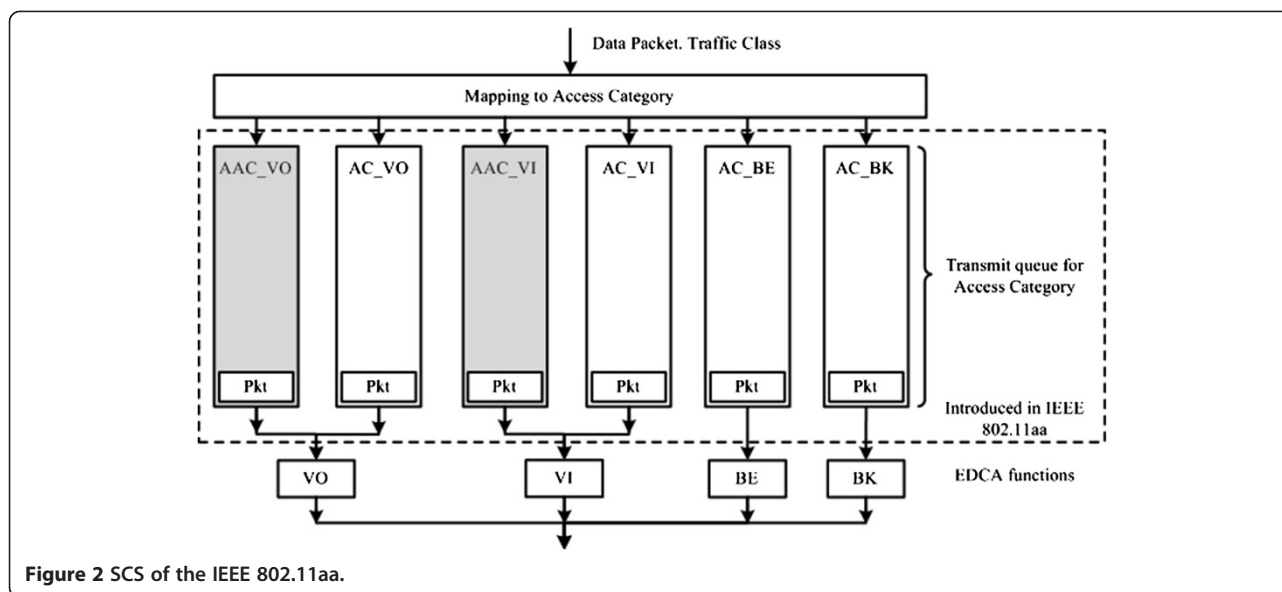 Data Packet. Traffic Class
Mapping to Access Category
AAC_VO
AC_VO
AAC_VI
AC_VI
AC_BE
AC_BK
Transmit queue for
Access Category
Pkt
Pkt
Pkt
Pkt
Pkt
Pkt
Introduced in IEEE
802.11aa
VO
VI
BE
BK
EDCA functions
Figure 2 SCS of the IEEE 802.11aa.